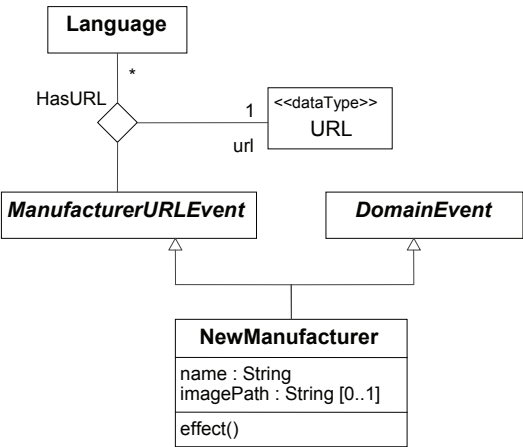 Language
*
HasURL
1
<<dataType>>
URL
url
ManufacturerURLEvent
DomainEvent
NewManufacturer
name : String
imagePath : String [0..1]
effect()